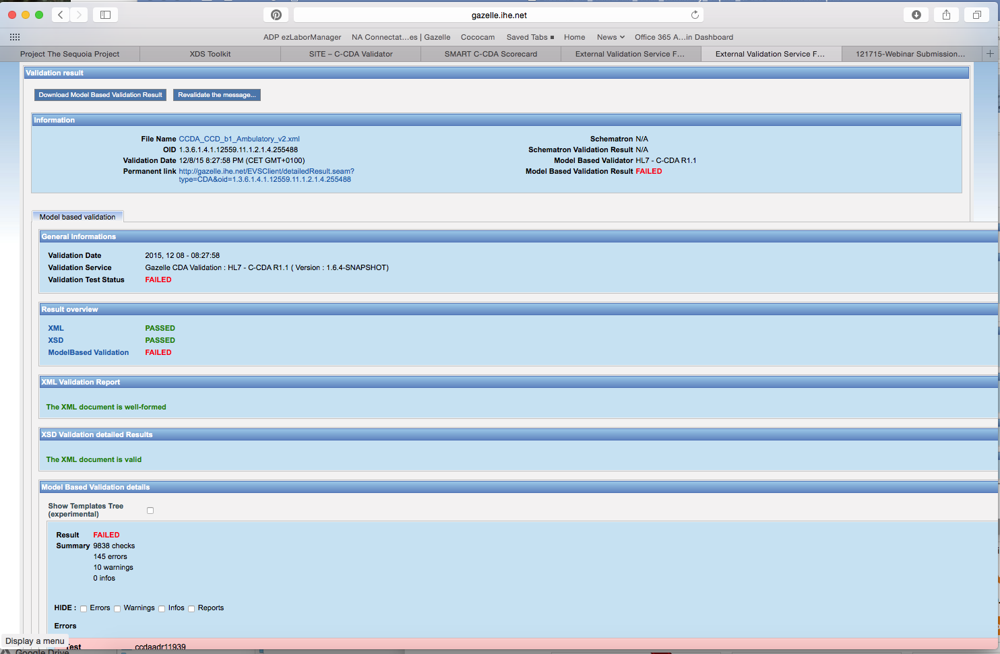 gazelle.ihe.net
ADP ezLaborManager NA Connectat...es | Gazelle Cococam Saved Tabs Home News Office 365 A...in Dashboard
Project The Sequoia Project XDS Toolkit SITE – C-CDA Validator SMART C-CDA Scorecard External Validation Service F... External Validation Service F... 121715-Webinar Submission...
Validation result
Download Model Based Validation Result Revalidate the message...
Information
File Name CCDA_CCD_b1_Ambulatory_v2.xml Schematron N/A
OID 1.3.6.1.4.1.12559.11.1.2.1.4.255488 Schematron Validation Result N/A
Validation Date 12/8/15 8:27:58 PM (CET GMT+0100) Model Based Validator HL7 - C-CDA R1.1
Permanent link http://gazelle.ihe.net/EVSClient/detailedResult.seam? Model Based Validation Result FAILED
type=CDA&oid=1.3.6.1.4.1.12559.11.1.2.1.4.255488
Model based validation
General Informations
Validation Date 2015, 12 08 - 08:27:58
Validation Service Gazelle CDA Validation : HL7 - C-CDA R1.1 ( Version : 1.6.4-SNAPSHOT)
Validation Test Status FAILED
Result overview
XML PASSED
XSD PASSED
ModelBased Validation FAILED
XML Validation Report
The XML document is well-formed
XSD Validation detailed Results
The XML document is valid
Model Based Validation details
Show Templates Tree
(experimental)
Result FAILED
Summary 9838 checks
145 errors
10 warnings
0 infos
HIDE : Errors Warnings Infos Reports
Errors
Display a menu
est ccdaadr11939
Google Drive